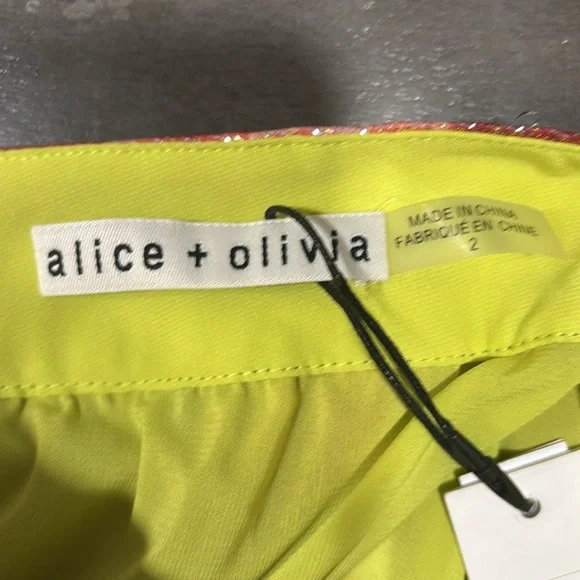 alice + olivia
MADE IN CHINA
FABRIQUÉ EN CHINE
2